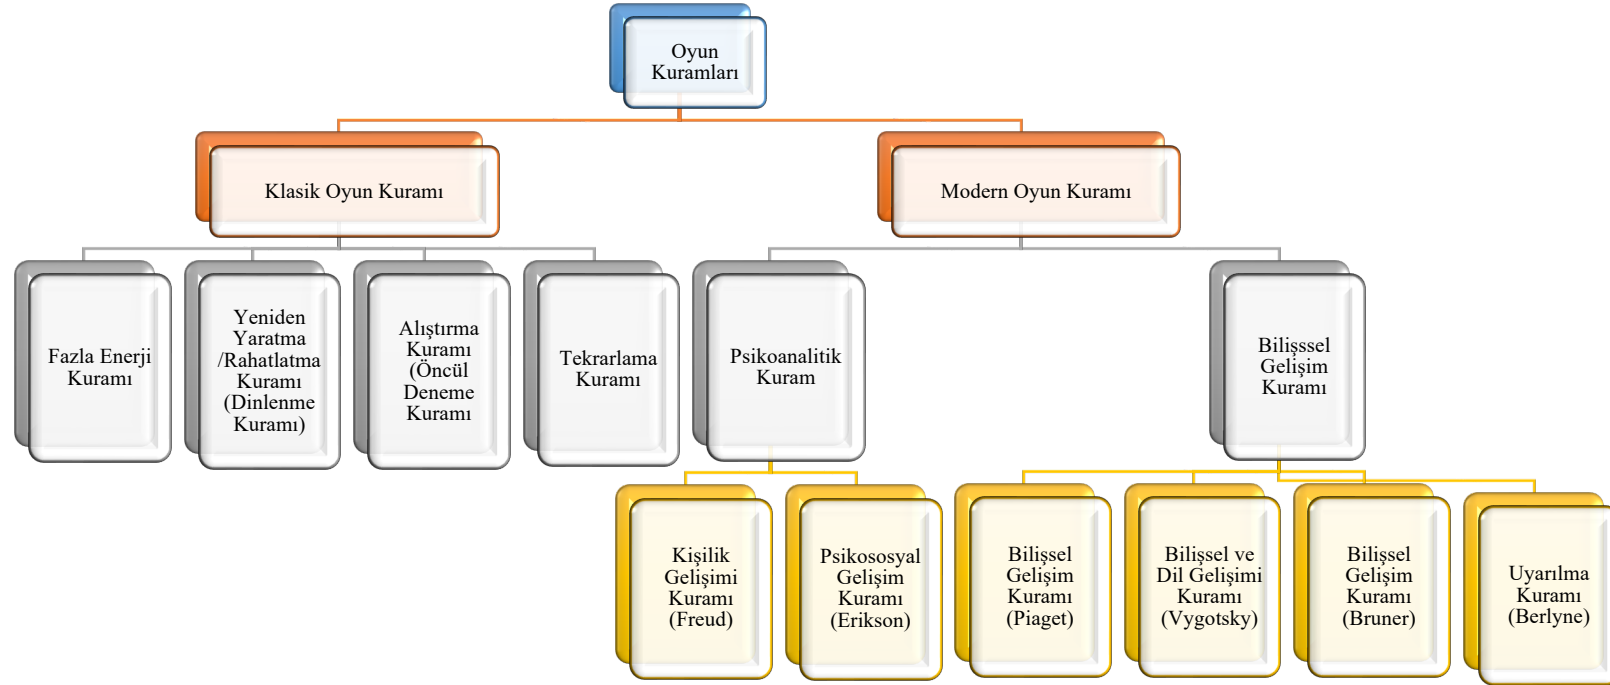 Oyun
Kuramları
Klasik Oyun Kuramı
Modern Oyun Kuramı
Fazla Enerji
Kuramı
Yeniden
Yaratma
/Rahatlatma
Kuramı
(Dinlenme
Kuramı)
Alıştırma
Kuramı
(Öncül
Deneme
Kuramı
Tekrarlama
Kuramı
Psikoanalitik
Kuram
Bilişssel
Gelişim
Kuramı
Kişilik
Gelişimi
Kuramı
(Freud)
Psikososyal
Gelişim
Kuramı
(Erikson)
Bilişsel
Gelişim
Kuramı
(Piaget)
Bilişsel ve
Dil Gelişimi
Kuramı
(Vygotsky)
Bilişsel
Gelişim
Kuramı
(Bruner)
Uyarılma
Kuramı
(Berlyne)